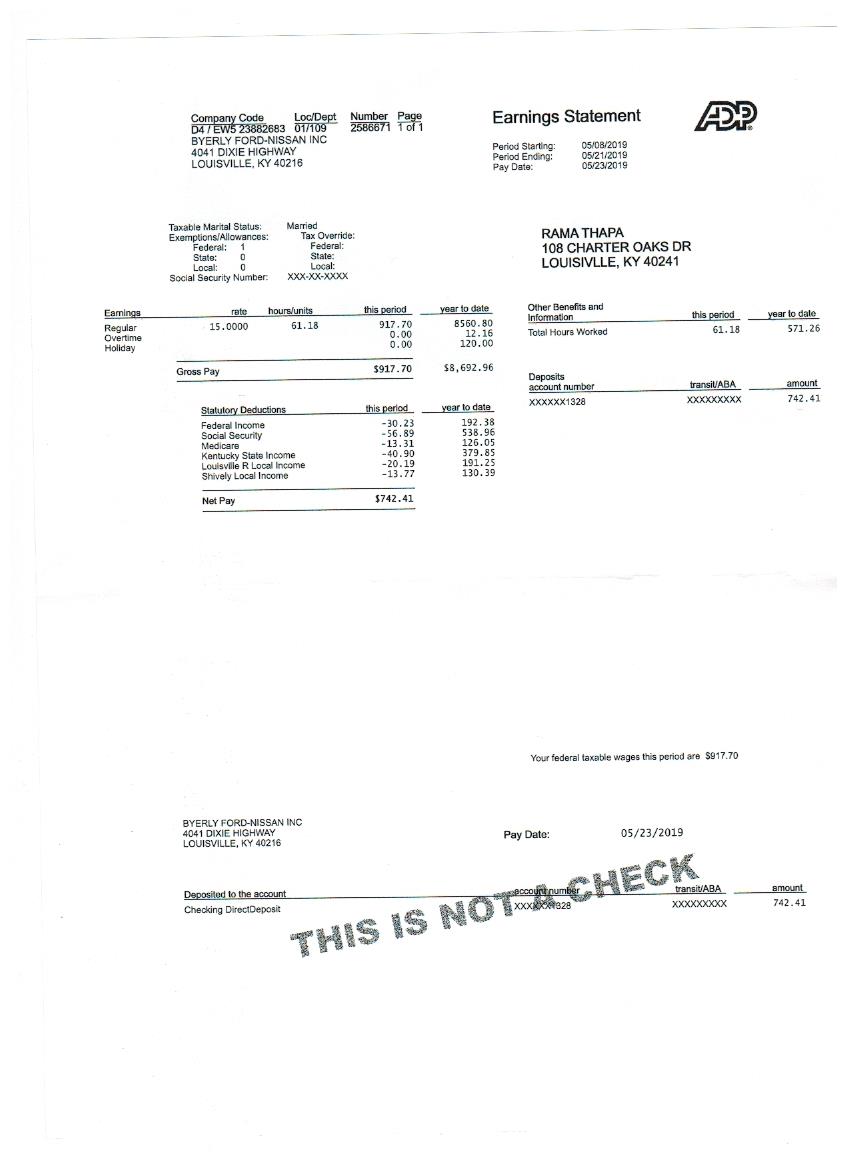 Company Code Loc/Dept Number Page
D4 / EW5 23882683 01/109 2586671 1 of 1
BYERLY FORD-NISSAN INC
4041 DIXIE HIGHWAY
LOUISVILLE, KY 40216
Earnings Statement
ADP
Period Starting: 05/08/2019
Period Ending: 05/21/2019
Pay Date: 05/23/2019
Taxable Marital Status: Married
Exemptions/Allowances: Tax Override:
Federal: 1 Federal:
State: 0 State:
Local: 0 Local:
Social Security Number: XXX-XX-XXXX
RAMA THAPA
108 CHARTER OAKS DR
LOUISIVLLE, KY 40241
Earnings rate hours/units this period year to date
Regular 15.0000 61.18 917.70 8560.80
Overtime 0.00 12.16
Holiday 0.00 120.00
Gross Pay $917.70 $8,692.96
Other Benefits and
Information this period year to date
Total Hours Worked 61.18 571.26
Deposits
account number transit/ABA amount
XXXXXX1328 XXXXXXXXX 742.41
Statutory Deductions this period year to date
Federal Income -30.23 192.38
Social Security -56.89 538.96
Medicare -13.31 126.05
Kentucky State Income -40.90 379.85
Louisville R Local Income -20.19 191.25
Shively Local Income -13.77 130.39
Net Pay $742.41
Your federal taxable wages this period are $917.70
BYERLY FORD-NISSAN INC
4041 DIXIE HIGHWAY
LOUISVILLE, KY 40216
Pay Date: 05/23/2019
Deposited to the account account number transit/ABA amount
Checking DirectDeposit XXXXXX1328 XXXXXXXXX 742.41
THIS IS NOT A CHECK